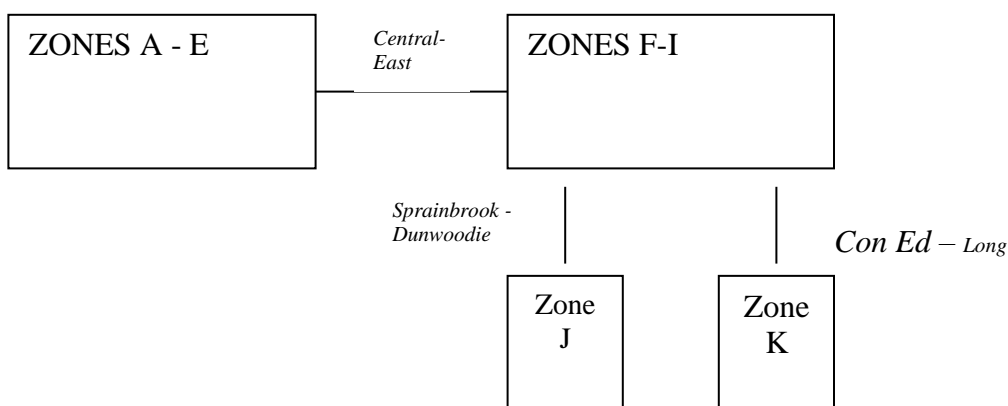 ZONES A - E
Central-
East
ZONES F-I
Sprainbrook -
Dunwoodie
Con Ed – Long
Zone
J
Zone
K